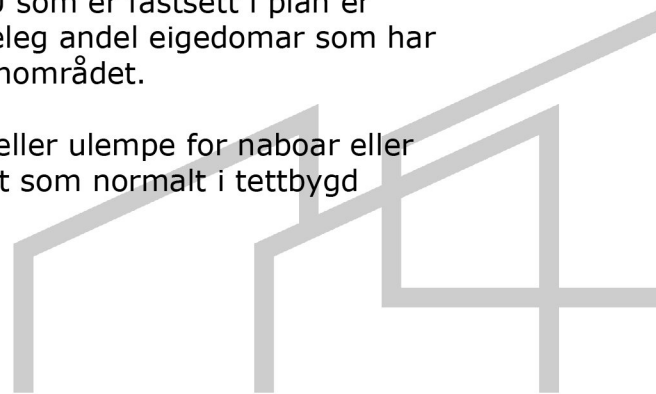 som er fastsett i plan er
eleg andel eigedomar som har
nområdet.
eller ulempe for naboar eller
t som normalt i tettbygd